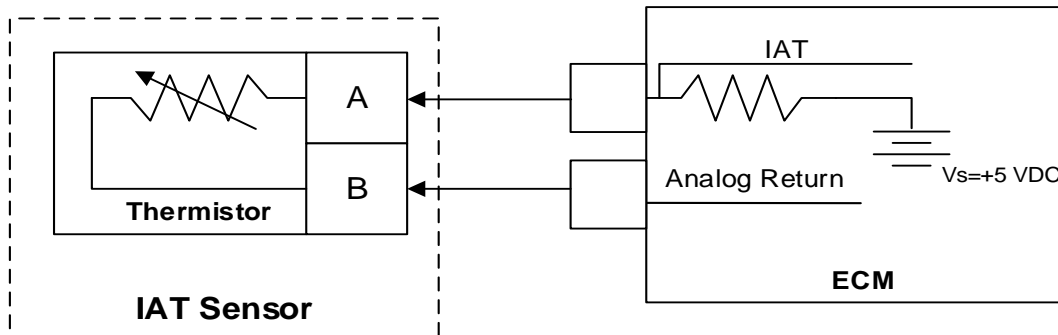 A
B
Thermistor
IAT Sensor
IAT
Vs=+5 VDC
Analog Return
ECM